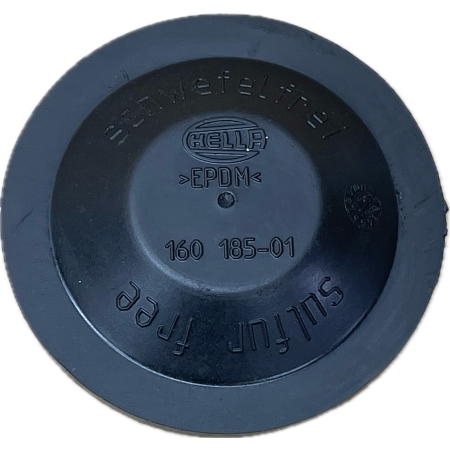 schwefelfrei
HELLA
>EPDM<
160 185-01
sulfur free